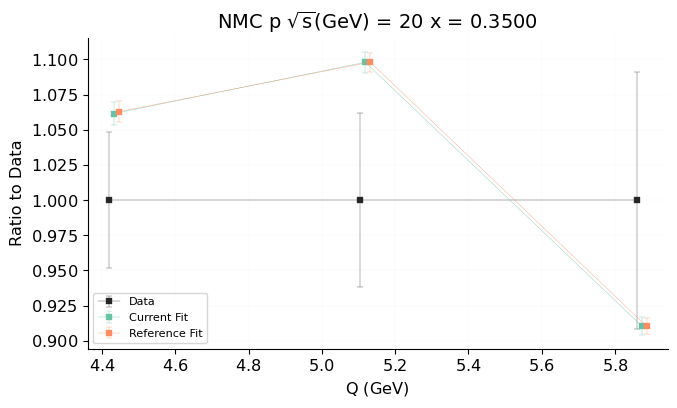 NMC p √s(GeV) = 20 x = 0.3500
Ratio to Data
1.100
1.075
1.050
1.025
1.000
0.975
0.950
0.925
0.900
Data
Current Fit
Reference Fit
4.4 4.6 4.8 5.0 5.2 5.4 5.6 5.8
Q (GeV)